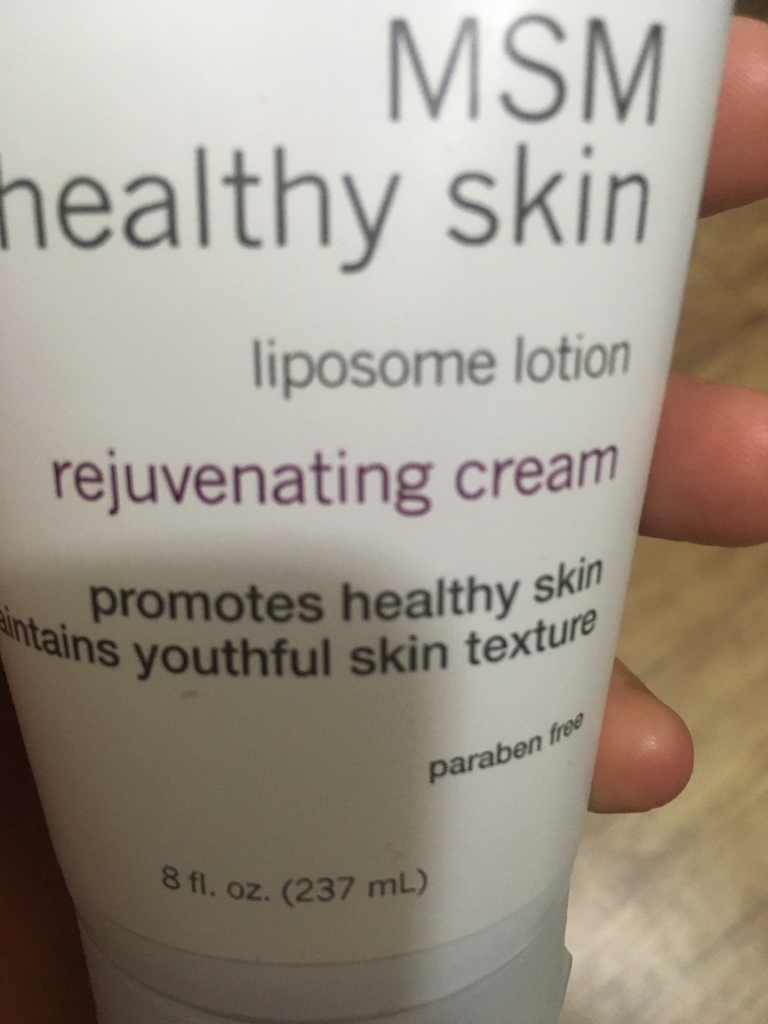 MSM
healthy skin
liposome lotion
rejuvenating cream
promotes healthy skin
youthful skin texture
paraben free
8 fl. oz. (237 mL)